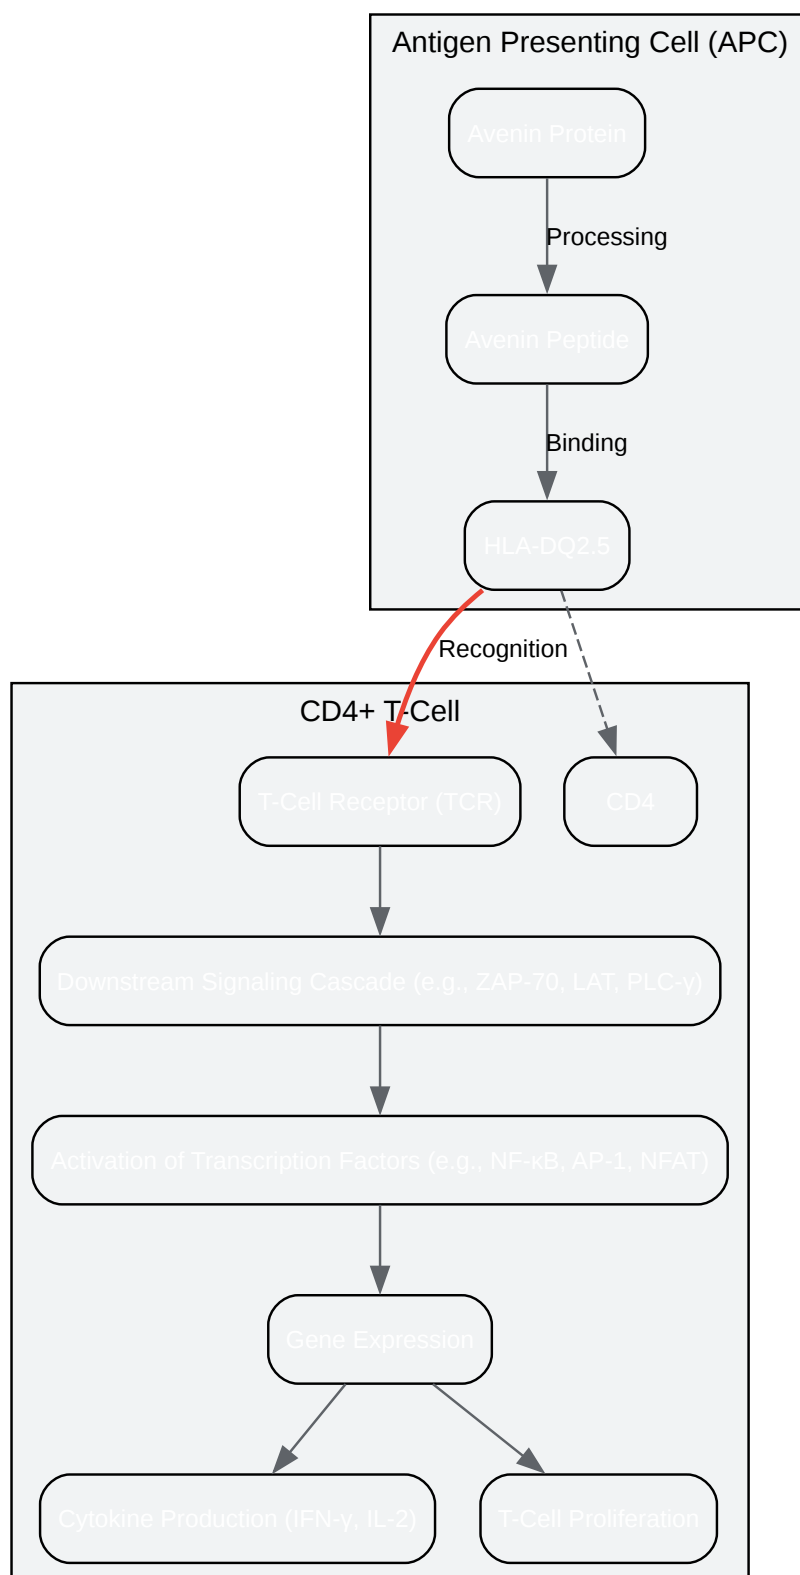 Antigen Presenting Cell (APC)
Avenin Protein
Processing
Avenin Peptide
Binding
HLA-DQ2.5
Recognition
CD4+ T-Cell
T-Cell Receptor (TCR)
CD4
Downstream Signaling Cascade (e.g., ZAP-70, LAT, PLC-γ)
Activation of Transcription Factors (e.g., NF-κB, AP-1, NFAT)
Gene Expression
Cytokine Production (IFN-γ, IL-2)
T-Cell Proliferation